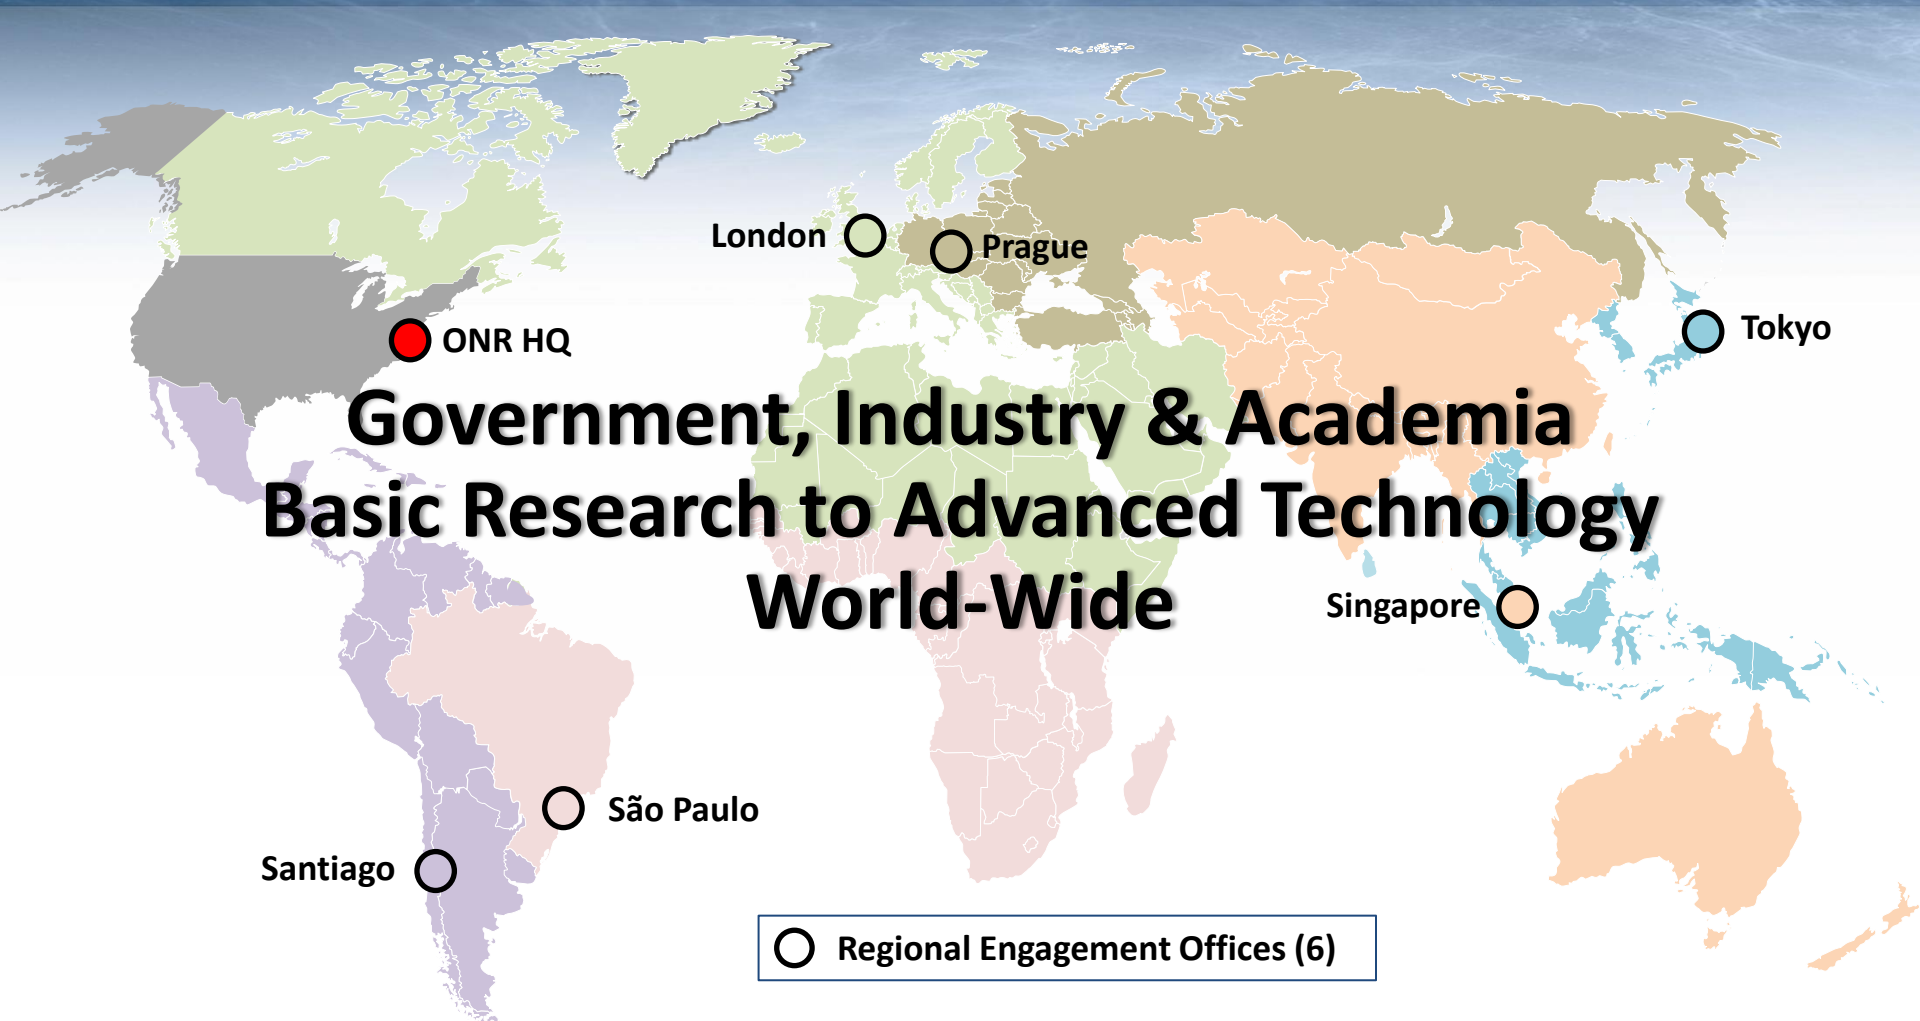 London
Prague
ONR HQ
Tokyo
Government, Industry & Academia
Basic Research to Advanced Technology
World-Wide
Singapore
São Paulo
Santiago
Regional Engagement Offices (6)